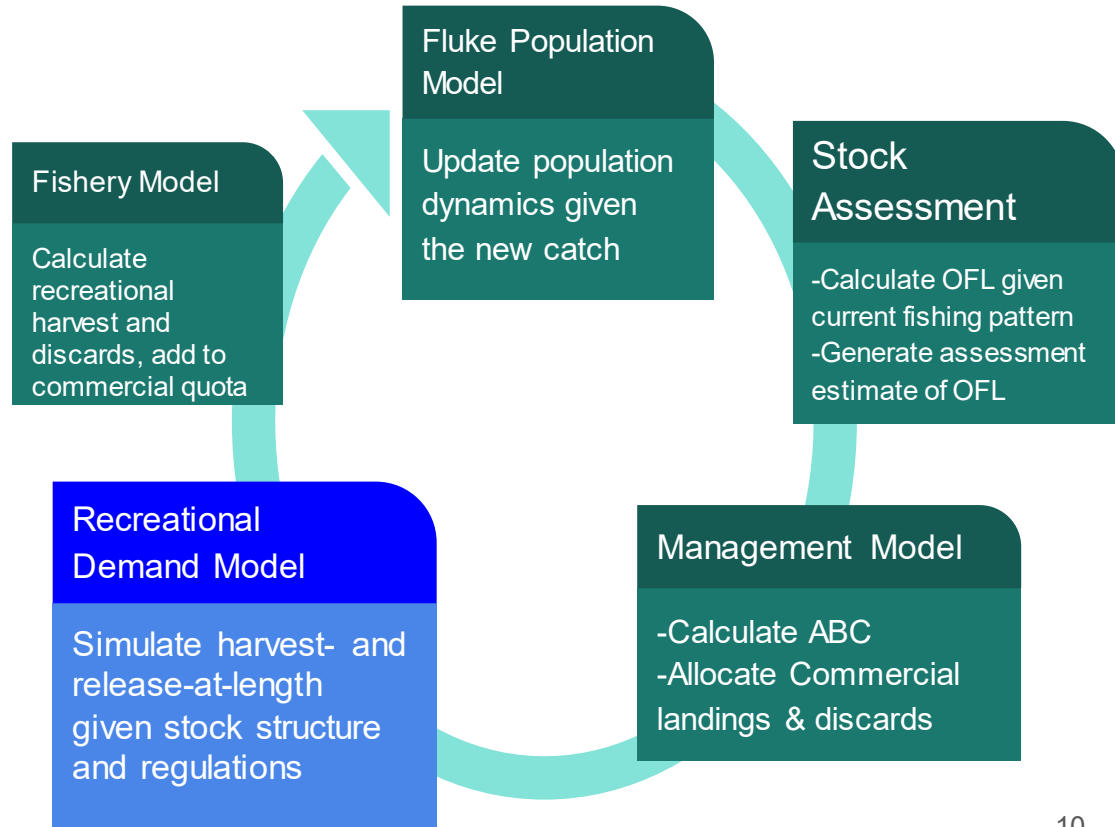 Fluke Population
Model
Update population
dynamics given
the new catch
Stock
Assessment
-Calculate OFL given
current fishing pattern
-Generate assessment
estimate of OFL
Management Model
-Calculate ABC
-Allocate Commercial
landings & discards
Recreational
Demand Model
Simulate harvest- and
release-at-length
given stock structure
and regulations
Fishery Model
Calculate
recreational
harvest and
discards, add to
commercial quota
10